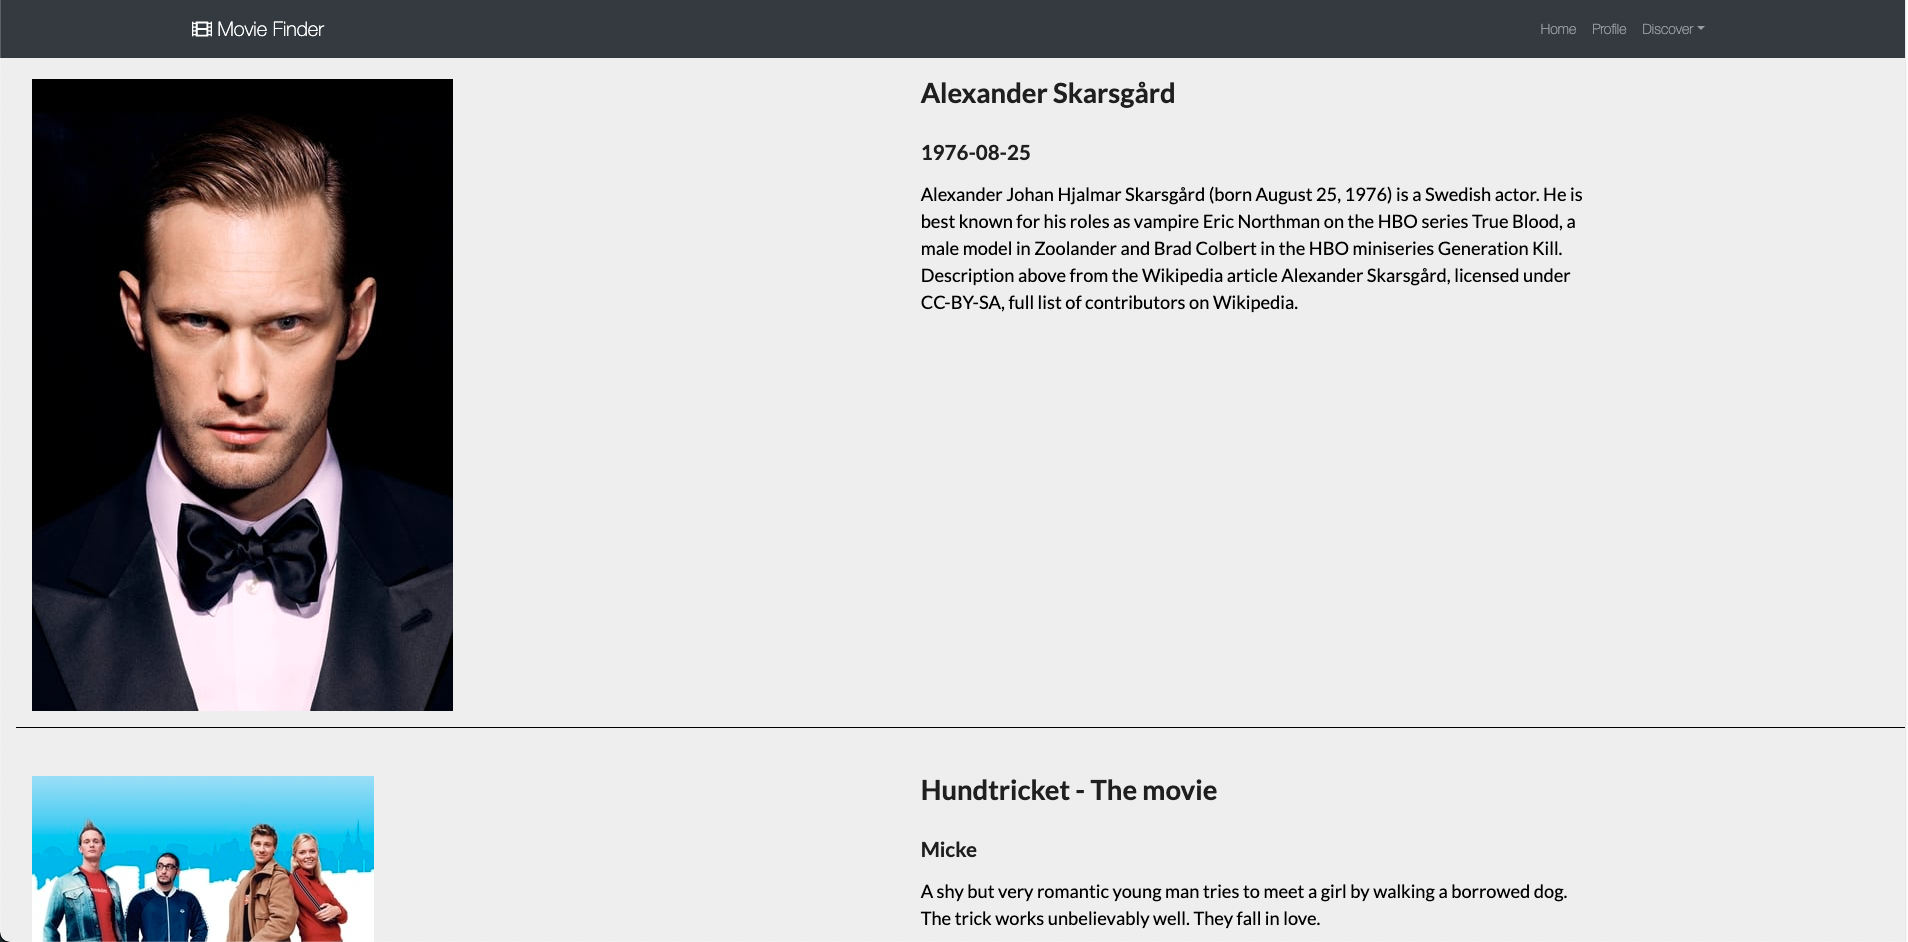 Movie Finder
Home Profile Discover
Alexander Skarsgård
1976-08-25
Alexander Johan Hjalmar Skarsgård (born August 25, 1976) is a Swedish actor. He is
best known for his roles as vampire Eric Northman on the HBO series True Blood, a
male model in Zoolander and Brad Colbert in the HBO miniseries Generation Kill.
Description above from the Wikipedia article Alexander Skarsgård, licensed under
CC-BY-SA, full list of contributors on Wikipedia.
Hundtricket - The movie
Micke
A shy but very romantic young man tries to meet a girl by walking a borrowed dog.
The trick works unbelievably well. They fall in love.